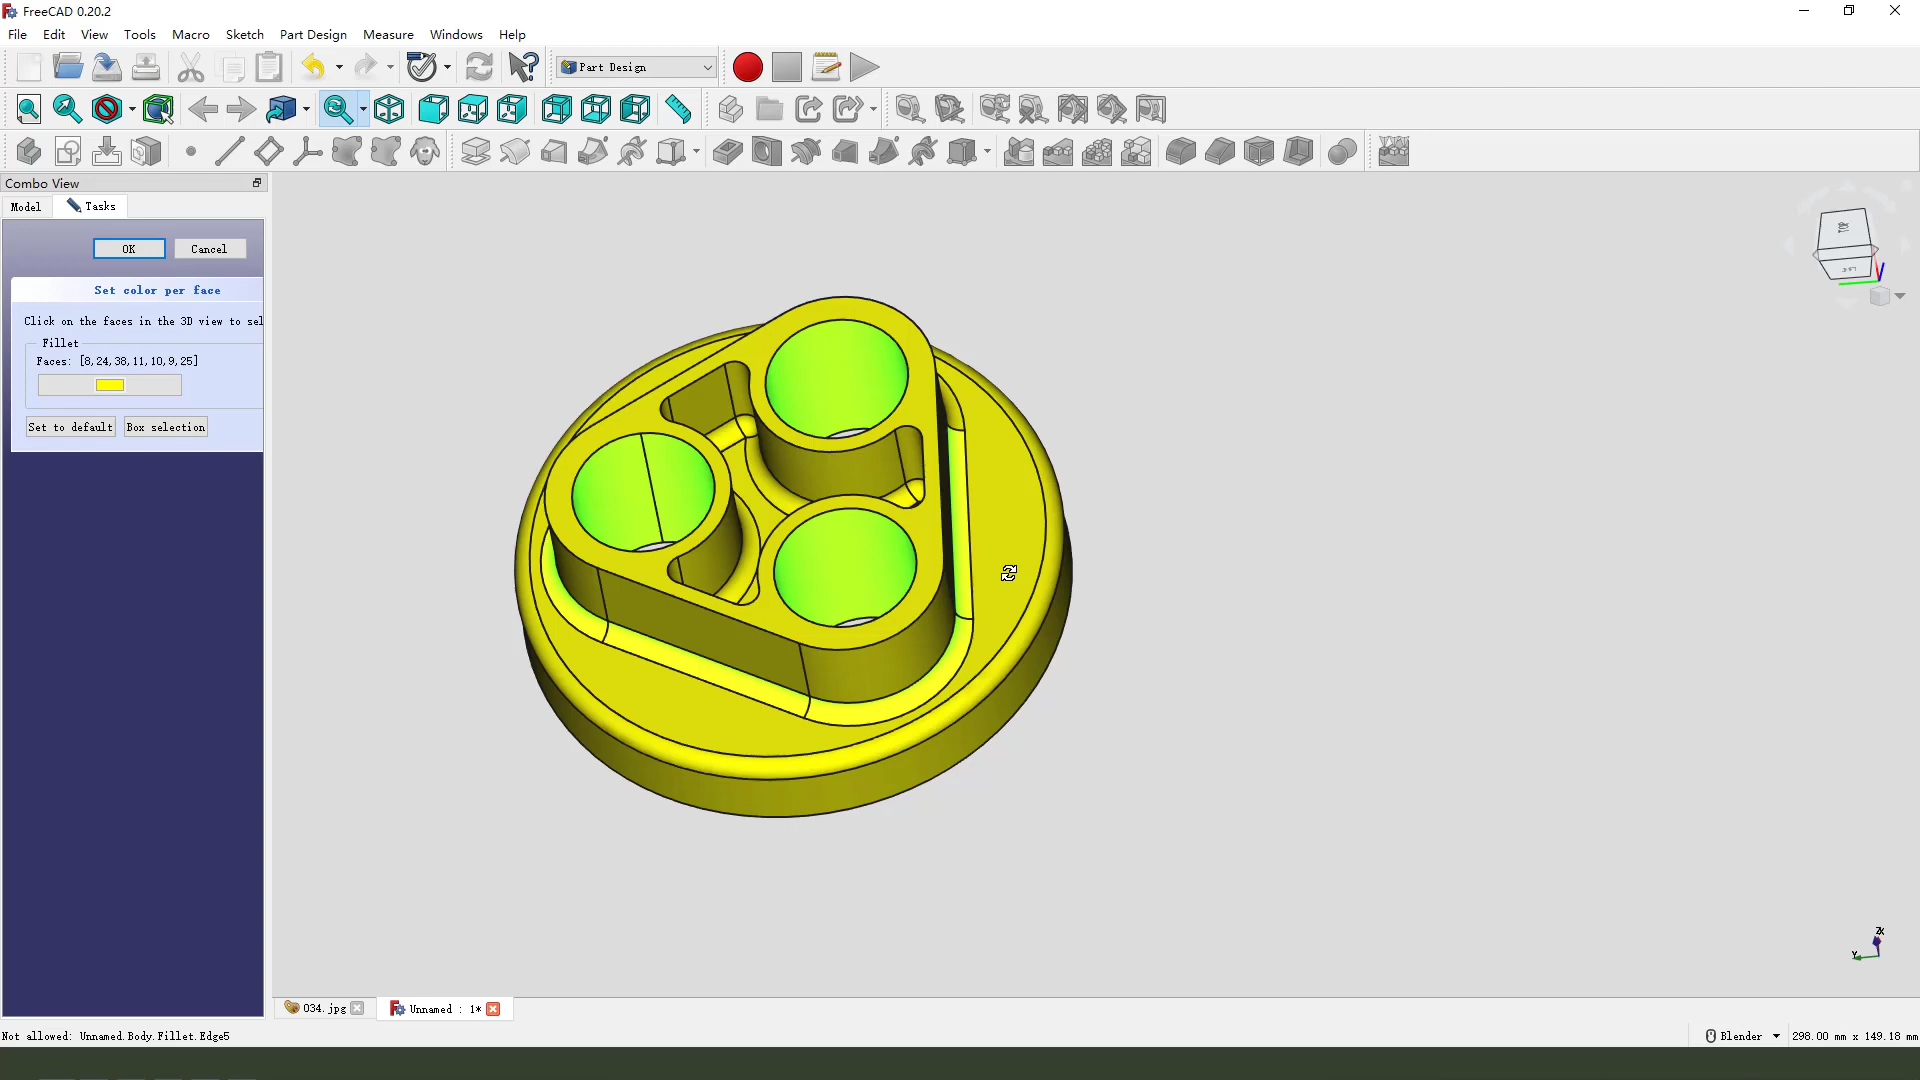 FreeCAD 0.20.2
File Edit View Tools Macro Sketch Part Design Measure Windows Help
Part Design
Combo View
Model Tasks
OK Cancel
Set color per face
Click on the faces in the 3D view to sel
Fillet
Faces: [8,24,38,11,10,9,25]
Set to default Box selection
TOP
LEFT
Y
034.jpg Unnamed : 1*
Not allowed: Unnamed.Body.Fillet.Edge5
Blender 298.00 mm x 149.18 mm